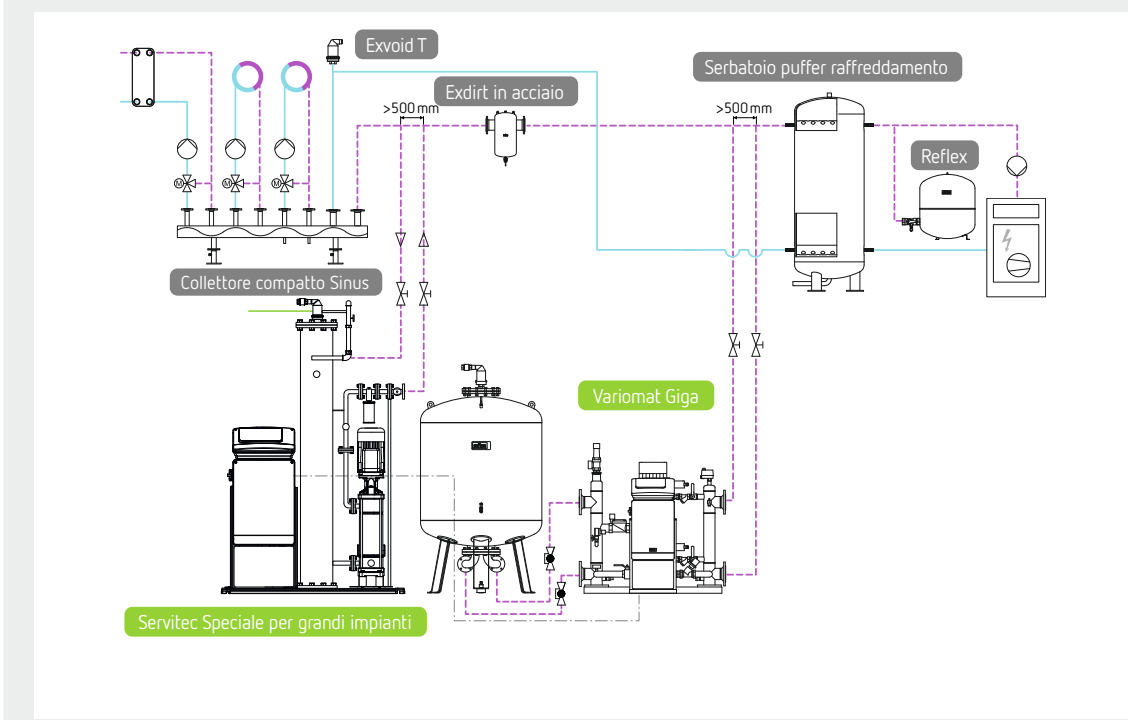 Exvoid T
Serbatoio puffer raffreddamento
Exdirt in acciaio
>500 mm
>500 mm
Reflex
M
M
M
Collettore compatto Sinus
Variomat Giga
Servitec Speciale per grandi impianti